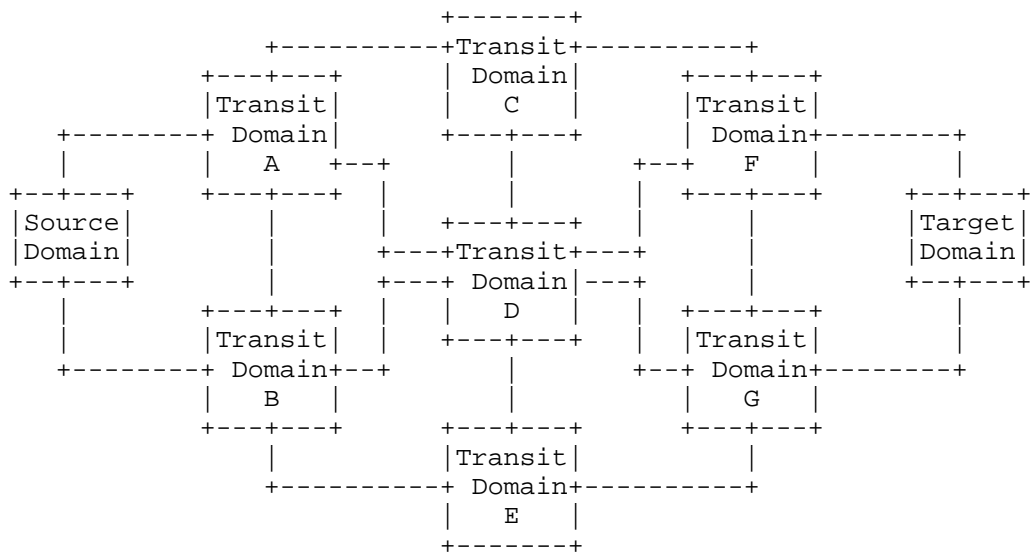 Transit
Domain
C
Transit
Domain
A
Transit
Domain
F
Source
Domain
Transit
Domain
D
Target
Domain
Transit
Domain
B
Transit
Domain
G
Transit
Domain
E